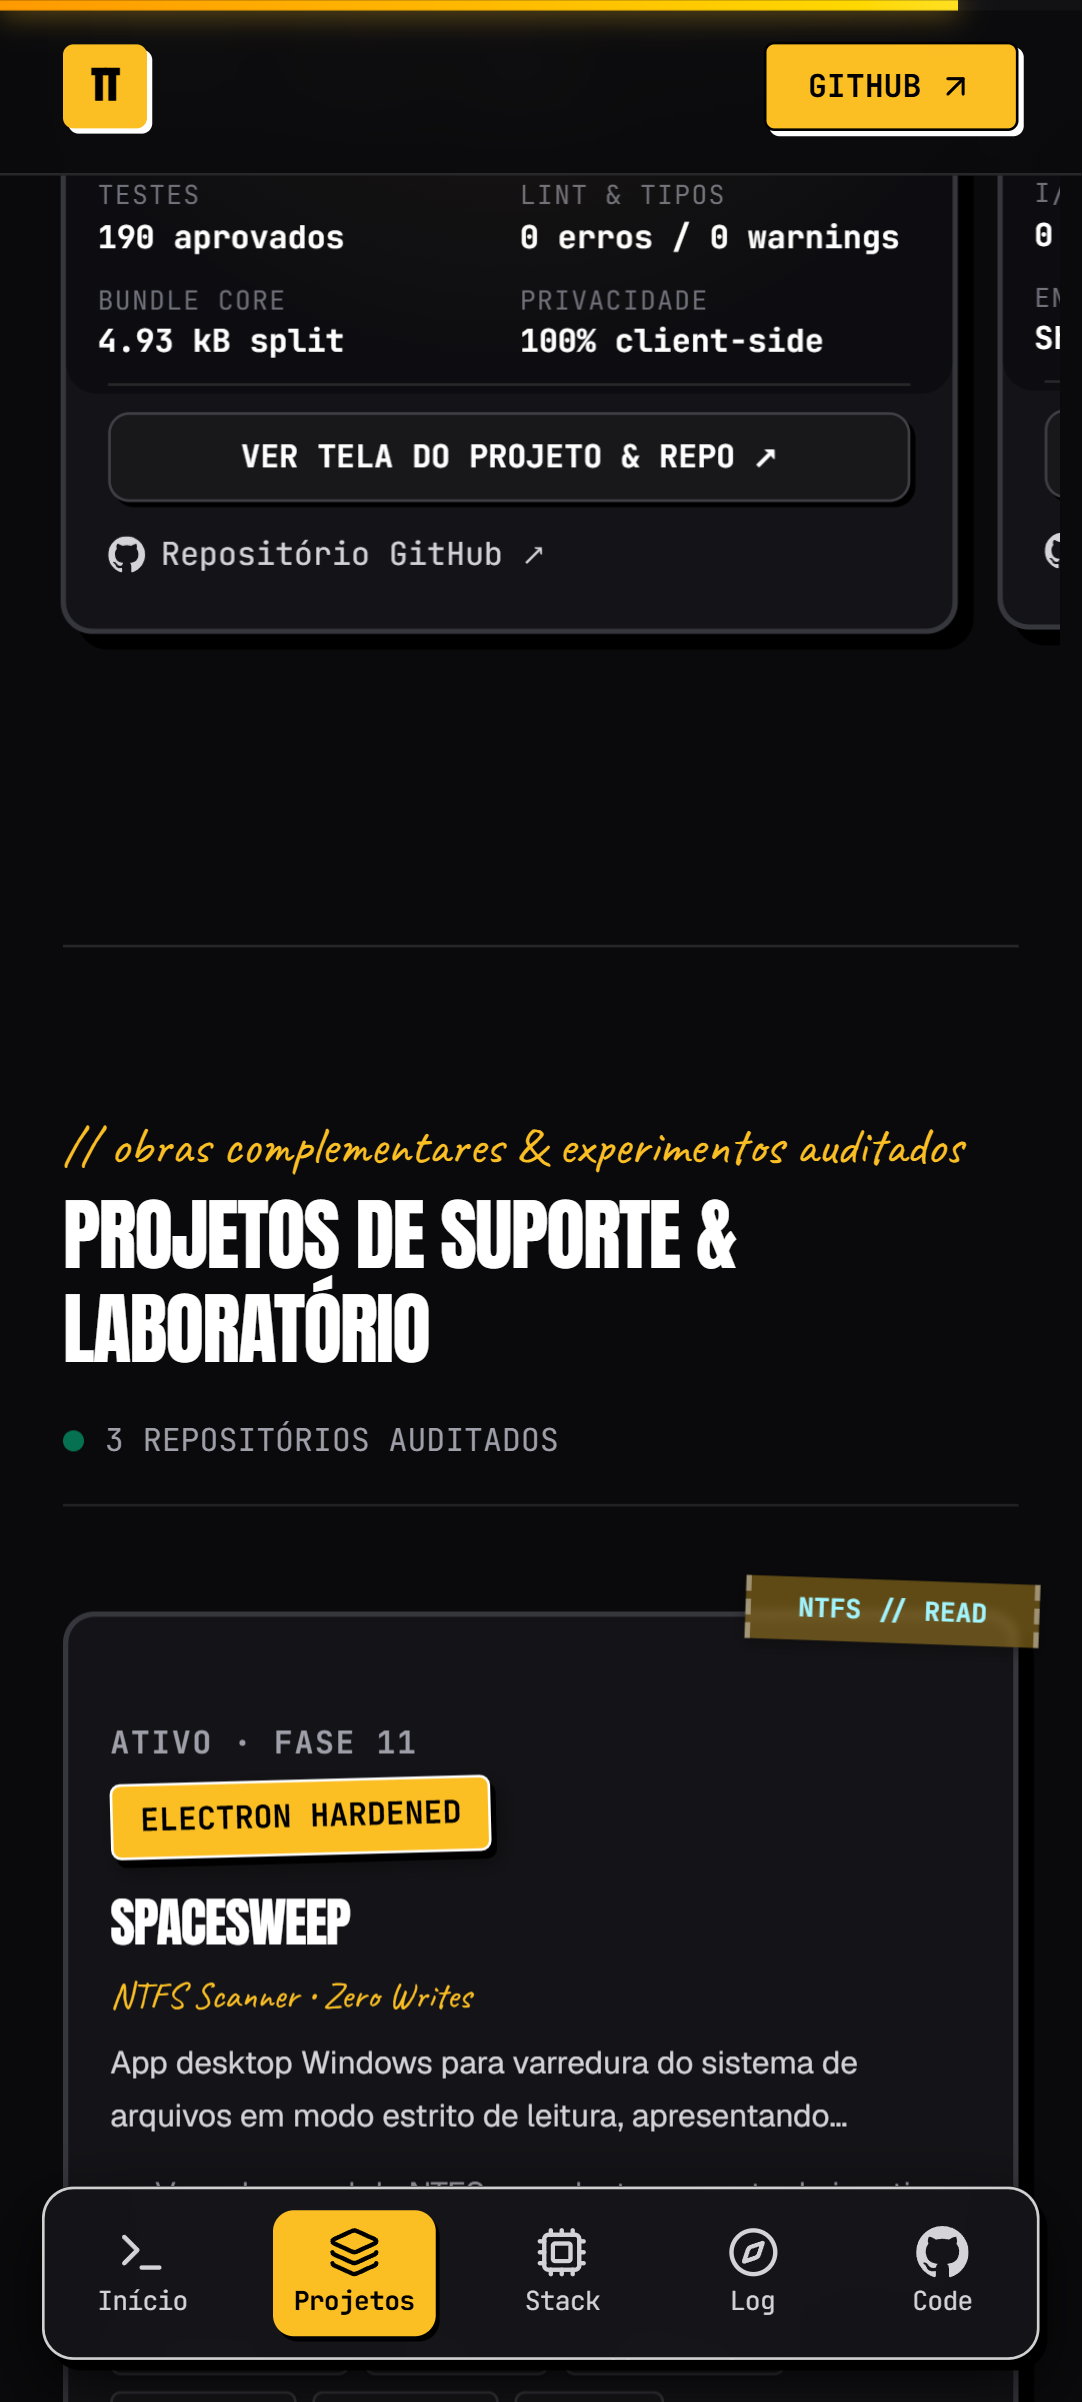 π
GITHUB ↗
TESTES
190 aprovados
LINT & TIPOS
0 erros / 0 warnings
BUNDLE CORE
4.93 kB split
PRIVACIDADE
100% client-side
I/
0
VER TELA DO PROJETO & REPO ↗
Repositório GitHub ↗
// obras complementares & experimentos auditados
PROJETOS DE SUPORTE &
LABORATÓRIO
3 REPOSITÓRIOS AUDITADOS
NTFS // READ
ATIVO · FASE 11
ELECTRON HARDENED
SPACESWEEP
NTFS Scanner · Zero Writes
App desktop Windows para varredura do sistema de
arquivos em modo estrito de leitura, apresentando…
Início
Projetos
Stack
Log
Code